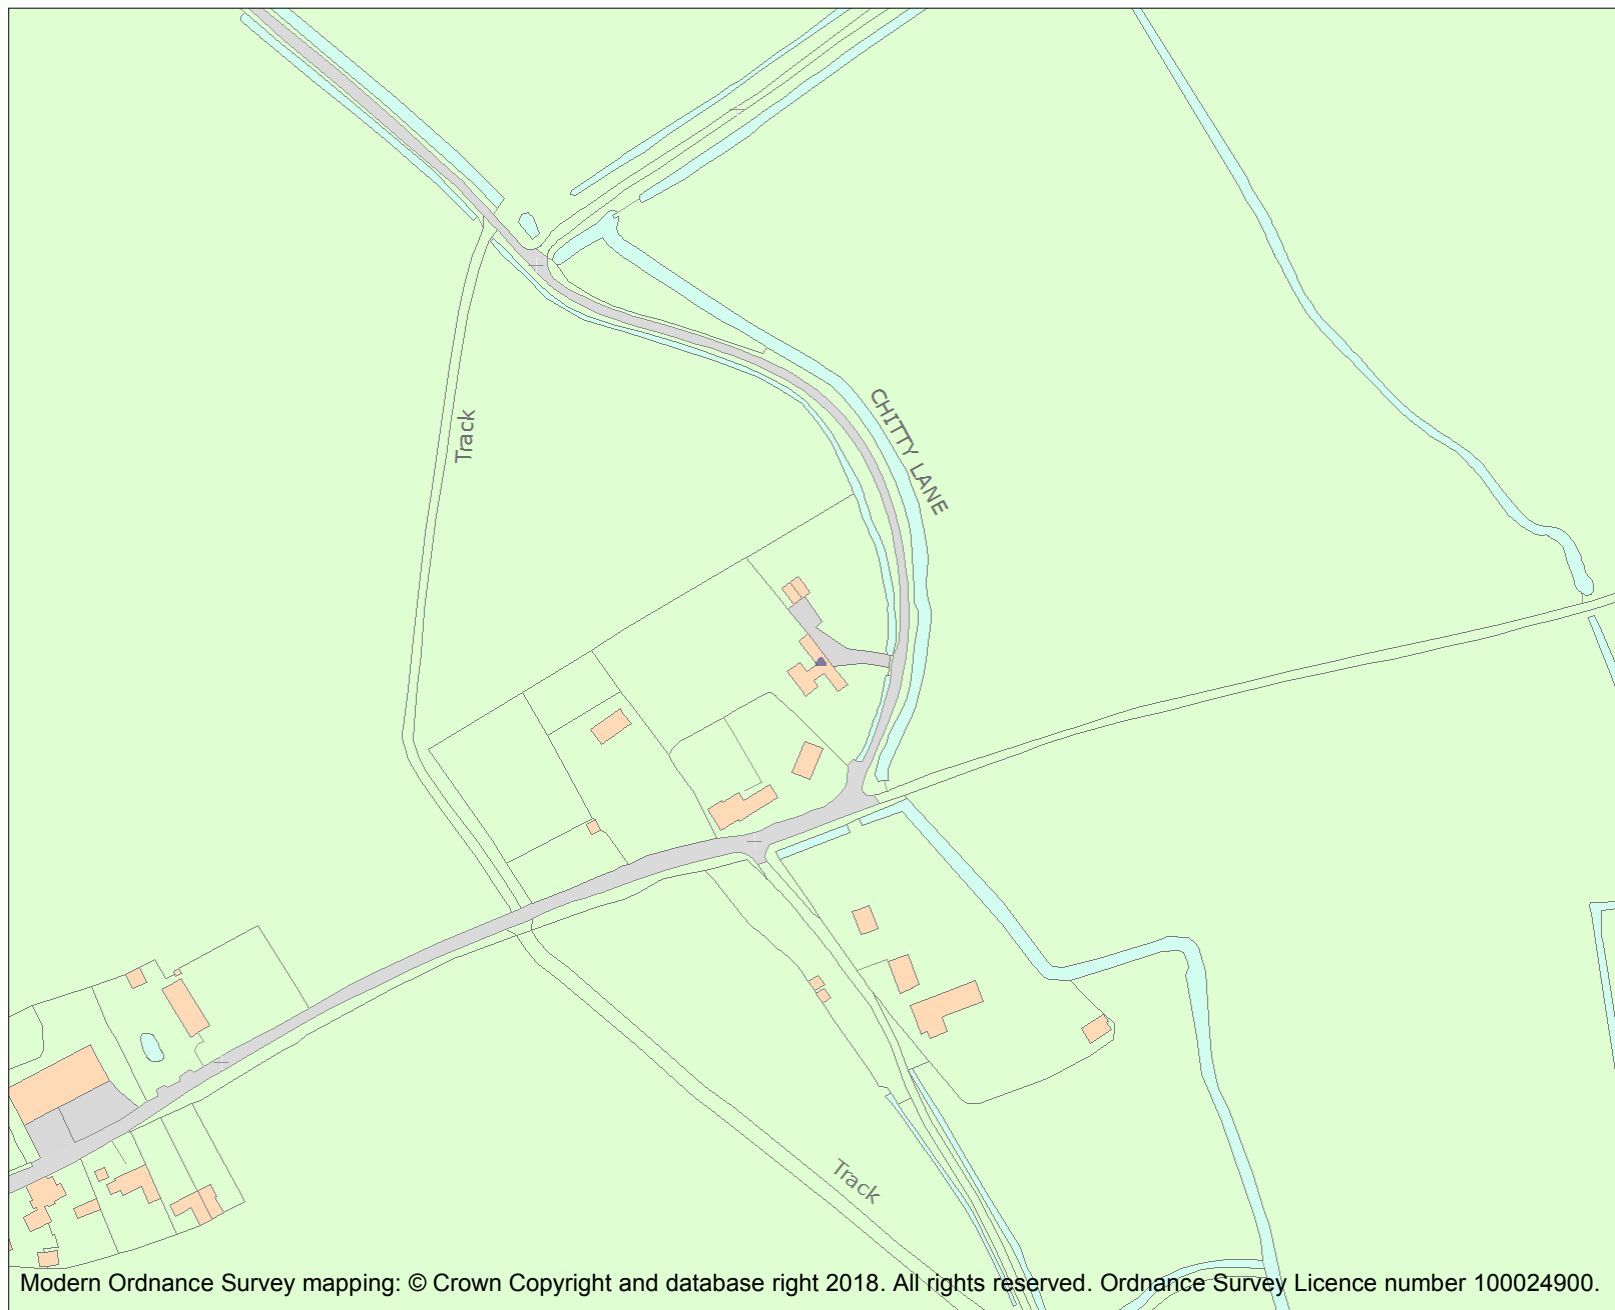 Track
CHITTY LANE
Track
Modern Ordnance Survey mapping: © Crown Copyright and database right 2018. All rights reserved. Ordnance Survey Licence number 100024900.